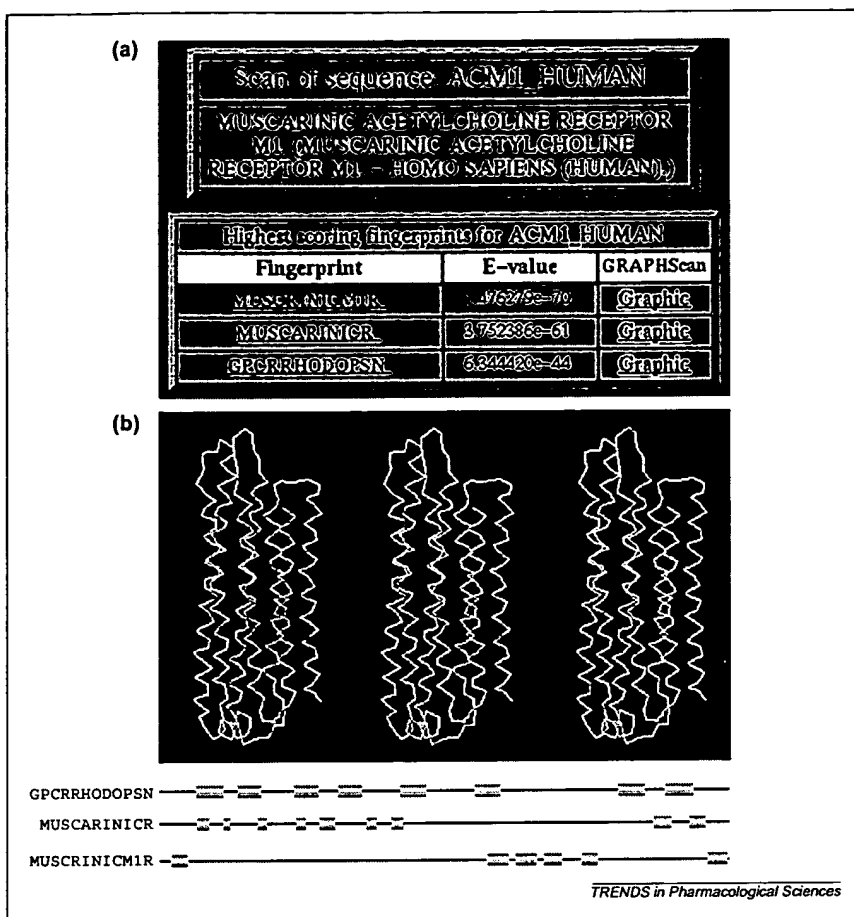 (a)
Scan of sequence ACM1_HUMAN
MUSCARINIC ACETYLCHOLINE RECEPTOR
M1 (MUSCARINIC ACETYLCHOLINE
RECEPTOR M1 - HOMO SAPIENS (HUMAN).)
Highest scoring fingerprints for ACM1_HUMAN
Fingerprint E-value GRAPHScan
MUSCRINICM1R Graphic
MUSCARINICR 3.752386e-61 Graphic
GPCRRHODOPSN 6.344420e-44 Graphic
(b)
GPCRRHODOPSN
MUSCARINICR
MUSCRINICM1R
TRENDS in Pharmacological Sciences